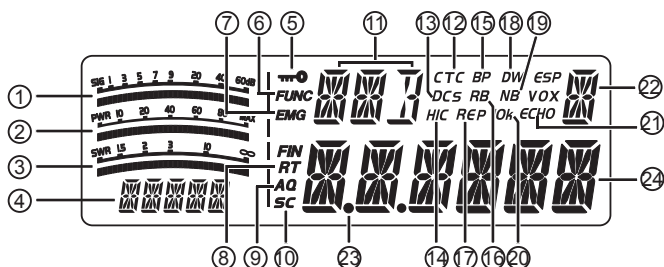 ⑦ ⑥ ⑤ ⑪ ⑬ ⑫ ⑮ ⑱ ⑲
SIG 1 3 5 7 9 20 40 60dB
CTC BP DW ESP
① FUNC DCS RB NB VOX ㉒
EMG HIC REP ROK ECHO ㉑
② PWR 10 20 40 60 80 MAX
③ SWR 1.5 2 3 10 ∞
FIN
RT
④ AQ ㉔
SC
⑧ ⑨ ⑩ ㉓ ⑭ ⑰ ⑯ ⑳